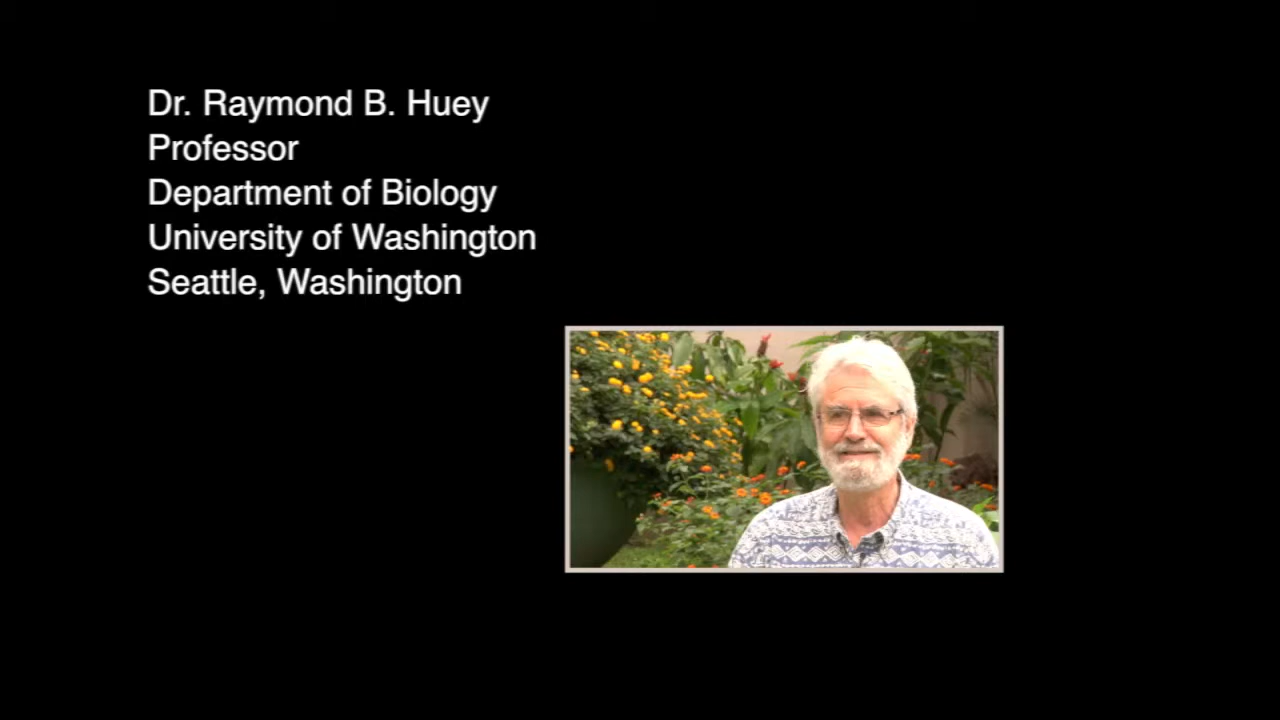 Dr. Raymond B. Huey
Professor
Department of Biology
University of Washington
Seattle, Washington